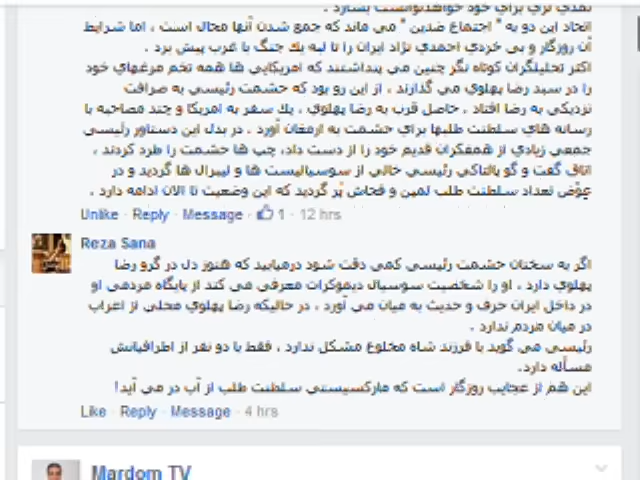 اتحاد این دو به " اجتماع ضدین " می ماند که جمع شدن آنها محال است ، اما شرایط
آن روزگار و بی خردی احمدی نژاد ایران را تا لبه یك جنگ با غرب پیش برد .
اکثر تحلیلگران کوتاه نگر چنین می پنداشتند که امریکایی ها همه تخم مرغهای خود
را در سبد رضا پهلوی می گذارند ، از این رو بود که حشمت رئیسی به صرافت
نزدیکی به رضا افتاد ، حاصل قرب به رضا پهلوی ، یك سفر به امریکا و چند مصاحبه با
رسانه های سلطنت طلبها برای حشمت به ارمغان آورد . در بدل این دستاور رئیسی
جمعی زیادی از همفکران قدیم خود را از دست داد، چپ ها حشمت را طرد کردند ،
اتاق گفت و گو پالتاکی رئیسی خالی از سوسیالیست ها و لیبرال ها گردید و در
عوض تعداد سلطنت طلب لمپن و فحاش پر گردید که این وضعیت تا الان ادامه دارد .
Unlike · Reply · Message · 1 · 12 hrs
Reza Sana
اگر به سخنان حشمت رئیسی کمی دقت شود درمیابید که هنوز دل در گرو رضا
پهلوی دارد ، او را شخصیت سوسیال دیموکرات معرفی می کند از پایگاه مردمی او
در داخل ایران حرف و حدیث به میان می آورد ، در حالیکه رضا پهلوی محلی از اعراب
در میان مردم ندارد .
رئیسی می گوید با فرزند شاه مخلوع مشکل ندارد ، فقط با دو نفر از اطرافیانش
مسأله دارد.
این هم از عجایب روزگار است که مارکسیستی سلطنت طلب از آب در می آید!
Like · Reply · Message · 4 hrs
Mardom TV